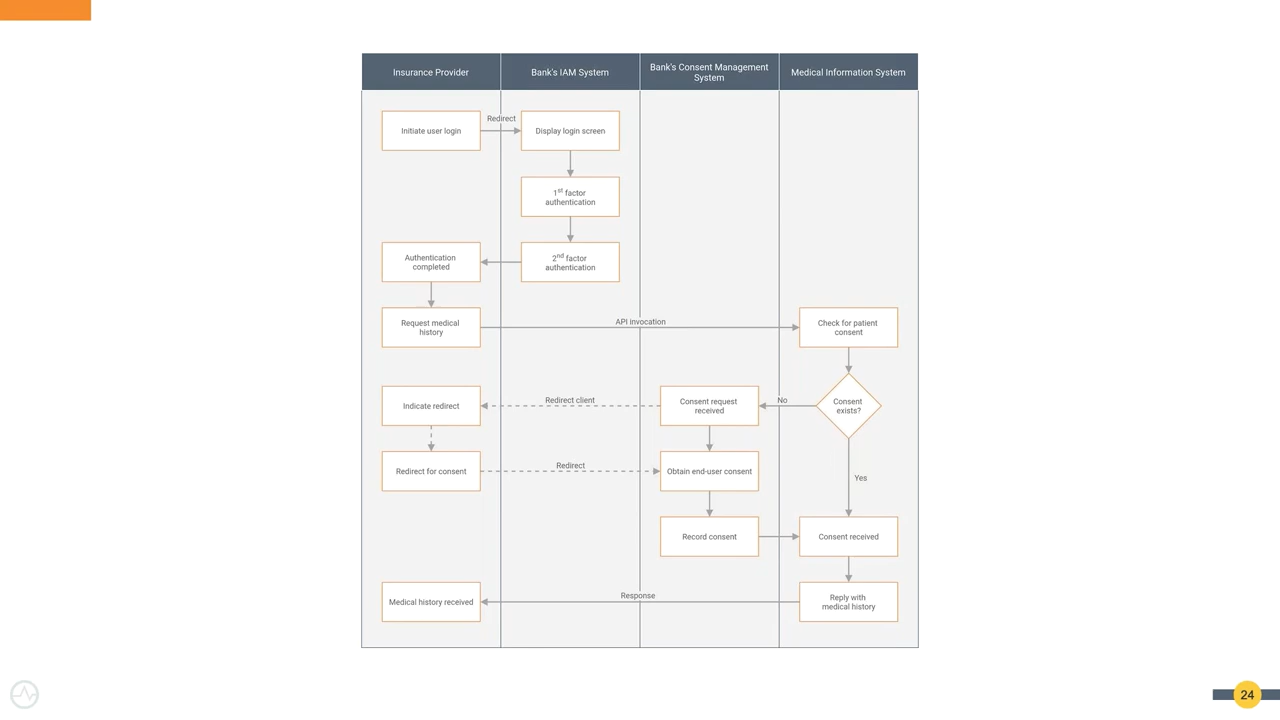 Insurance Provider
Bank's IAM System
Bank's Consent Management
System
Medical Information System
Initiate user login
Redirect
Display login screen
1st factor
authentication
Authentication
completed
2nd factor
authentication
Request medical
history
API invocation
Check for patient
consent
Indicate redirect
Redirect client
Consent request
received
No
Consent
exists?
Redirect for consent
Redirect
Obtain end-user consent
Yes
Record consent
Consent received
Medical history received
Response
Reply with
medical history
24